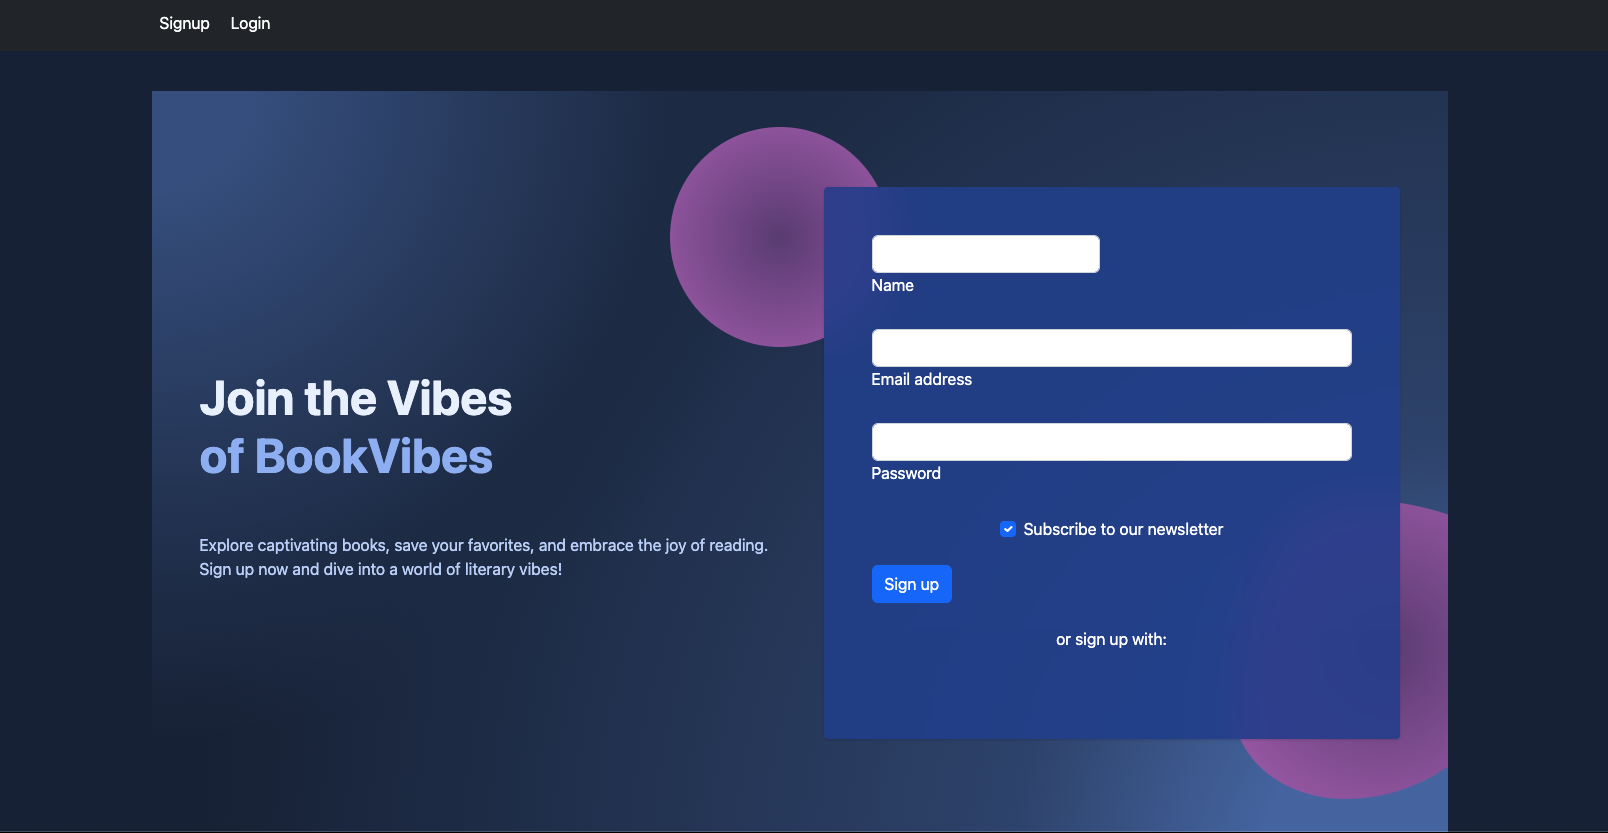 Signup
Login
Join the Vibes
of BookVibes
Explore captivating books, save your favorites, and embrace the joy of reading.
Sign up now and dive into a world of literary vibes!
Name
Email address
Password
Subscribe to our newsletter
Sign up
or sign up with: